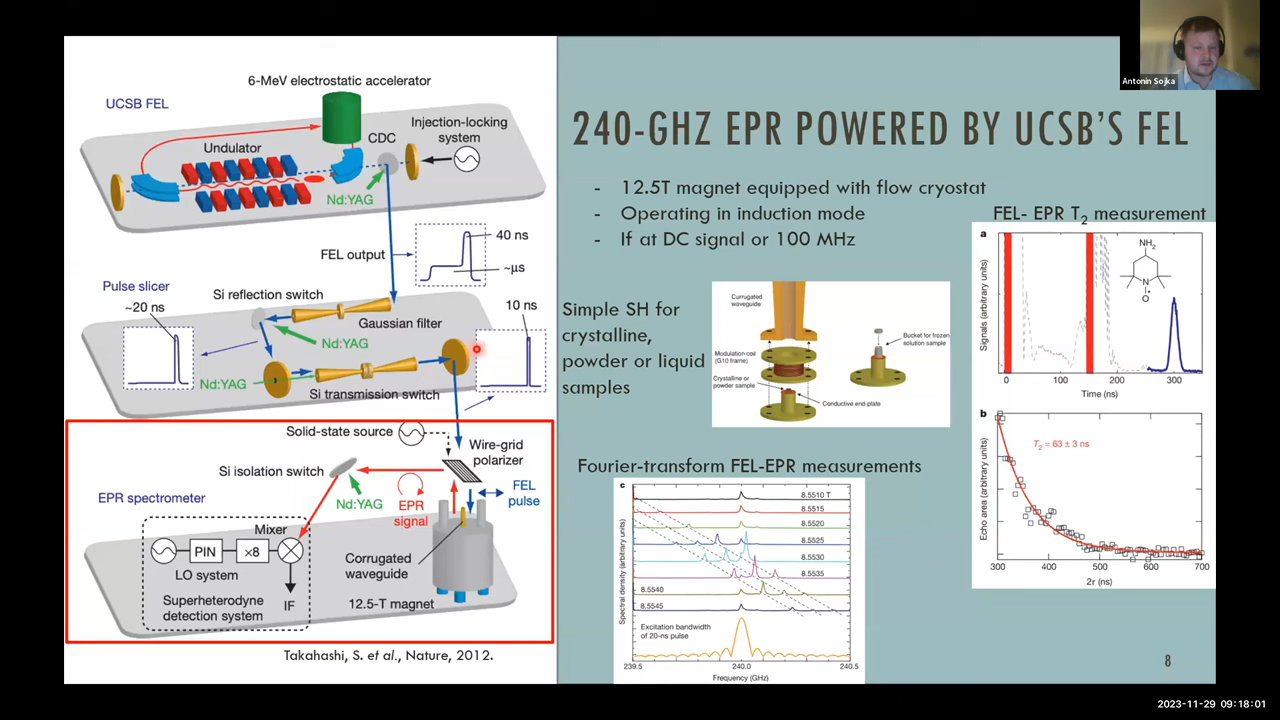 Antonin Sojka
240-GHZ EPR POWERED BY UCSB'S FEL
- 12.5T magnet equipped with flow cryostat
- Operating in induction mode
- If at DC signal or 100 MHz
6-MeV electrostatic accelerator
UCSB FEL
Injection-locking
system
CDC
Undulator
Nd:YAG
40 ns
FEL output
~μs
Pulse slicer
Si reflection switch
~20 ns
10 ns
Gaussian filter
Nd:YAG
Nd:YAG
Si transmission switch
Solid-state source
Wire-grid
polarizer
Si isolation switch
FEL
pulse
EPR spectrometer
Nd:YAG
EPR
signal
Mixer
PIN
×8
LO system
Corrugated
waveguide
Superheterodyne
detection system
IF
12.5-T magnet
Takahashi, S. et al., Nature, 2012.
Simple SH for
crystalline,
powder or liquid
samples
Currugated
waveguide
Bucket for frozen
solution sample
Modulation coil
(G10 frame)
Crystalline or
powder sample
Conductive end-plate
Fourier-transform FEL-EPR measurements
c
Spectral density (arbitrary units)
8.5510 T
8.5515
8.5520
8.5525
8.5530
8.5535
8.5540
8.5545
Excitation bandwidth
of 20-ns pulse
239.5 240.0 240.5
Frequency (GHz)
FEL- EPR T2 measurement
a
Signals (arbitrary units)
NH2
N
O
0 100 200 300
Time (ns)
b
Echo area (arbitrary units)
T2 = 63 ± 3 ns
300 400 500 600 700
2τ (ns)
8
2023-11-29 09:18:01